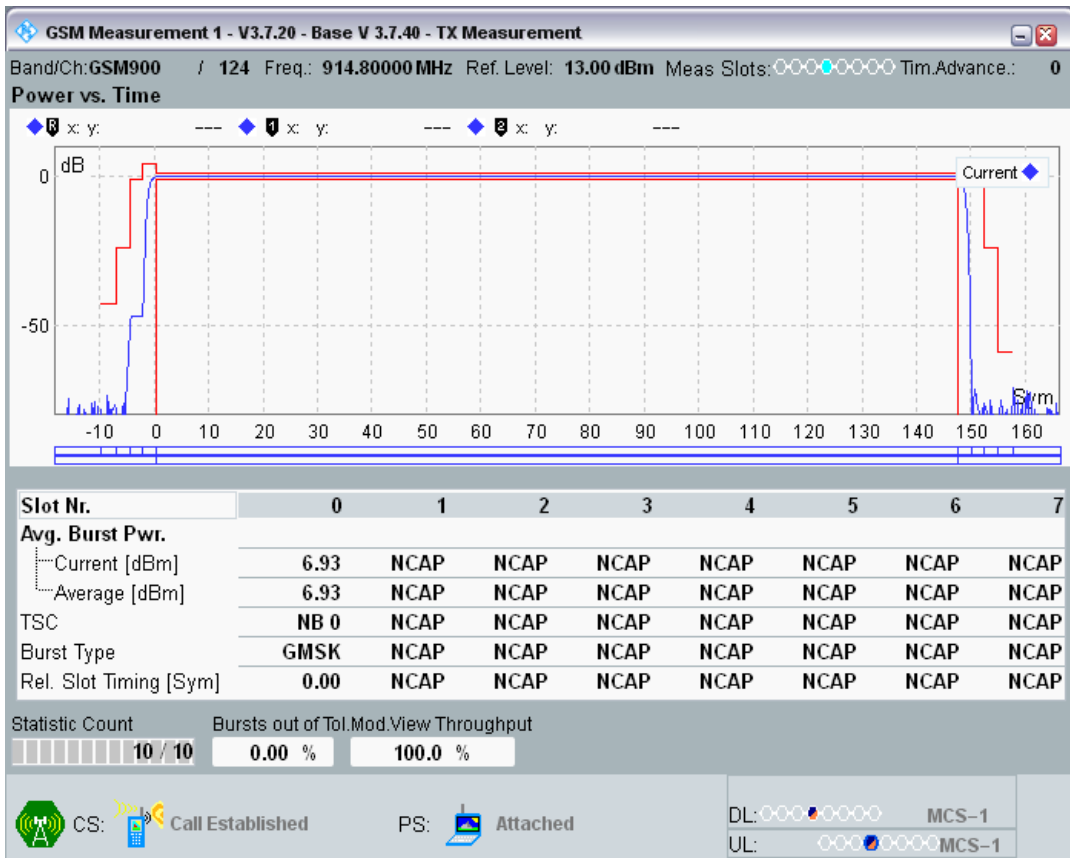 GSM Measurement 1 - V3.7.20 - Base V 3.7.40 - TX Measurement
Band/Ch:GSM900 / 124 Freq.: 914.80000 MHz Ref. Level: 13.00 dBm Meas Slots: Tim.Advance.: 0
Power vs. Time
R x: y: --- 1 x: y: --- 2 x: y: ---
dB
Current
0
-50
Sym
-10 0 10 20 30 40 50 60 70 80 90 100 110 120 130 140 150 160
Slot Nr. 0 1 2 3 4 5 6 7
Avg. Burst Pwr.
Current [dBm] 6.93 NCAP NCAP NCAP NCAP NCAP NCAP NCAP
Average [dBm] 6.93 NCAP NCAP NCAP NCAP NCAP NCAP NCAP
TSC NB 0 NCAP NCAP NCAP NCAP NCAP NCAP NCAP
Burst Type GMSK NCAP NCAP NCAP NCAP NCAP NCAP NCAP
Rel. Slot Timing [Sym] 0.00 NCAP NCAP NCAP NCAP NCAP NCAP NCAP
Statistic Count Bursts out of Tol.Mod.View Throughput
10 / 10 0.00 % 100.0 %
CS: Call Established PS: Attached
DL: MCS-1
UL: MCS-1